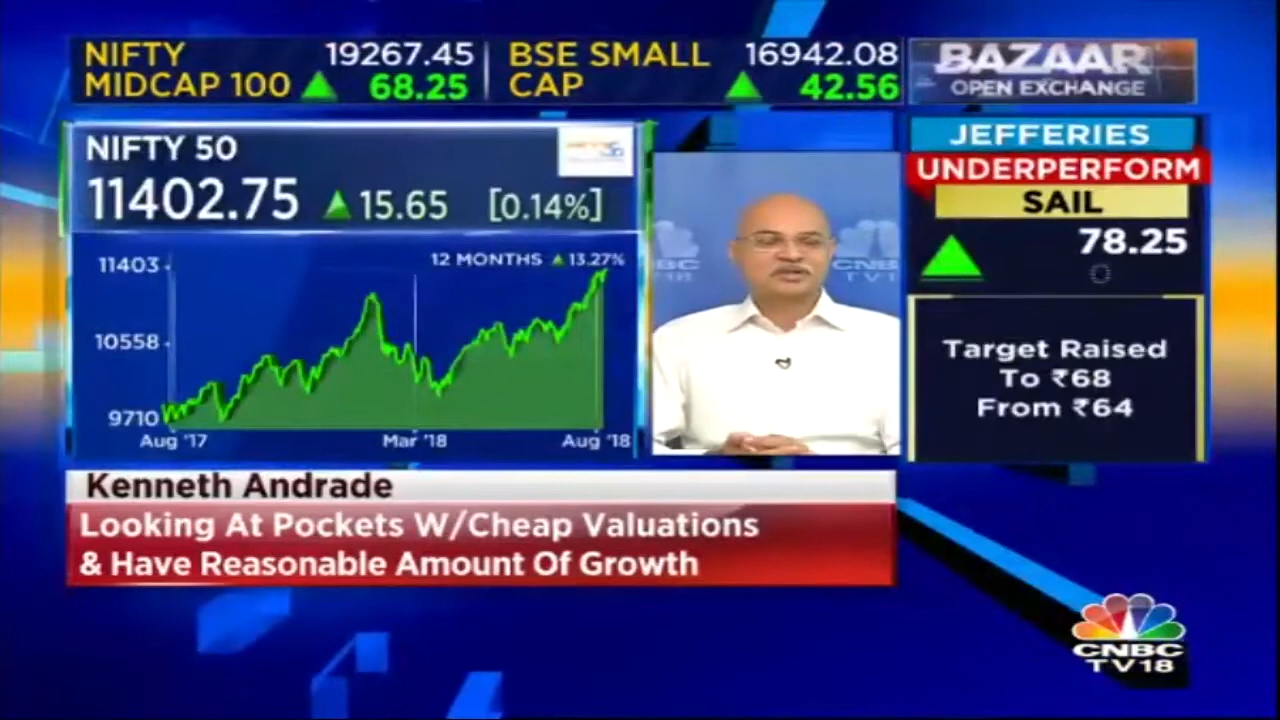 NIFTY
MIDCAP 100
19267.45
▲ 68.25
BSE SMALL
CAP
16942.08
▲ 42.56
BAZAAR
OPEN EXCHANGE
NIFTY 50
11402.75 ▲ 15.65 [0.14%]
12 MONTHS ▲ 13.27%
11403
10558
9710
Aug '17 Mar '18 Aug '18
CNBC
TV18
JEFFERIES
UNDERPERFORM
SAIL
▲ 78.25
0
Target Raised
To ₹68
From ₹64
Kenneth Andrade
Looking At Pockets W/Cheap Valuations
& Have Reasonable Amount Of Growth
CNBC
TV18